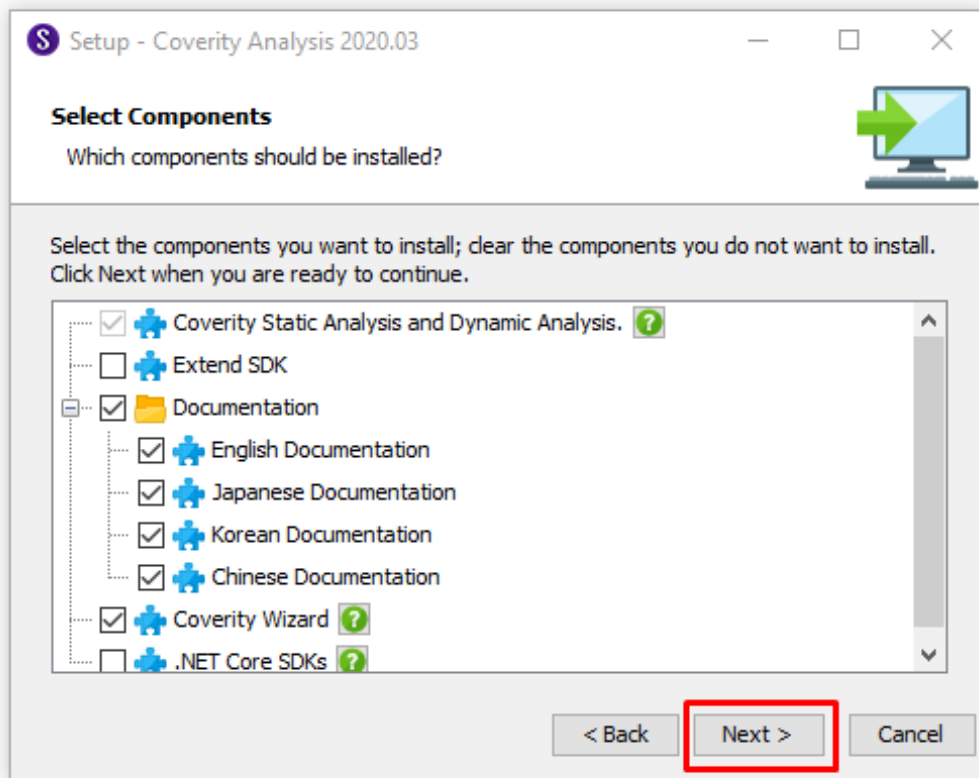 S Setup - Coverity Analysis 2020.03
Select Components
Which components should be installed?
Select the components you want to install; clear the components you do not want to install.
Click Next when you are ready to continue.
Coverity Static Analysis and Dynamic Analysis. ?
Extend SDK
Documentation
English Documentation
Japanese Documentation
Korean Documentation
Chinese Documentation
Coverity Wizard ?
.NET Core SDKs ?
< Back Next > Cancel